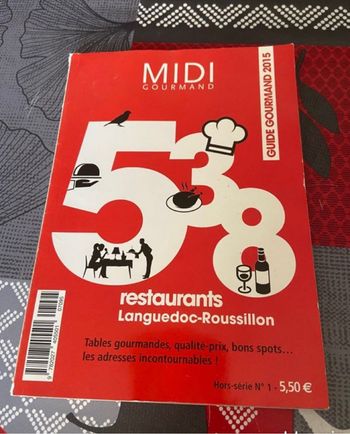 MIDI
GOURMAND
GUIDE GOURMAND 2015
538
restaurants
Languedoc-Roussillon
Tables gourmandes, qualité-prix, bons spots...
les adresses incontournables !
Hors-série N° 1 - 5,50 €